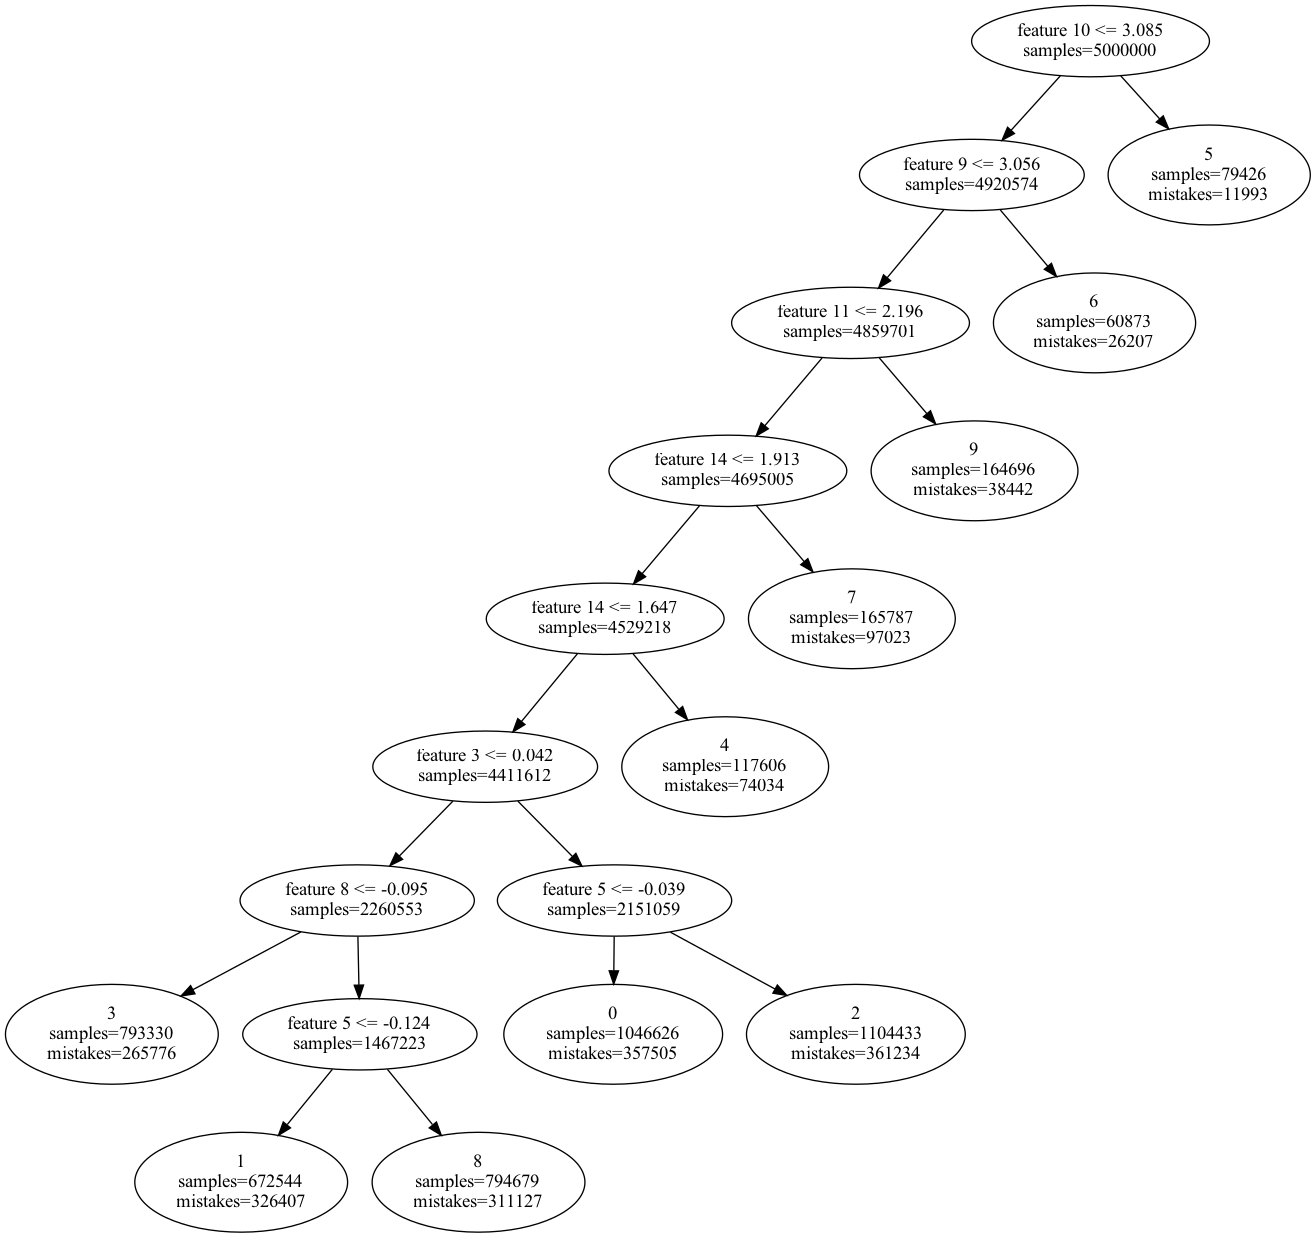 feature 10 <= 3.085
samples=5000000
feature 9 <= 3.056
samples=4920574
5
samples=79426
mistakes=11993
feature 11 <= 2.196
samples=4859701
6
samples=60873
mistakes=26207
feature 14 <= 1.913
samples=4695005
9
samples=164696
mistakes=38442
feature 14 <= 1.647
samples=4529218
7
samples=165787
mistakes=97023
feature 3 <= 0.042
samples=4411612
4
samples=117606
mistakes=74034
feature 8 <= -0.095
samples=2260553
feature 5 <= -0.039
samples=2151059
3
samples=793330
mistakes=265776
feature 5 <= -0.124
samples=1467223
0
samples=1046626
mistakes=357505
2
samples=1104433
mistakes=361234
1
samples=672544
mistakes=326407
8
samples=794679
mistakes=311127